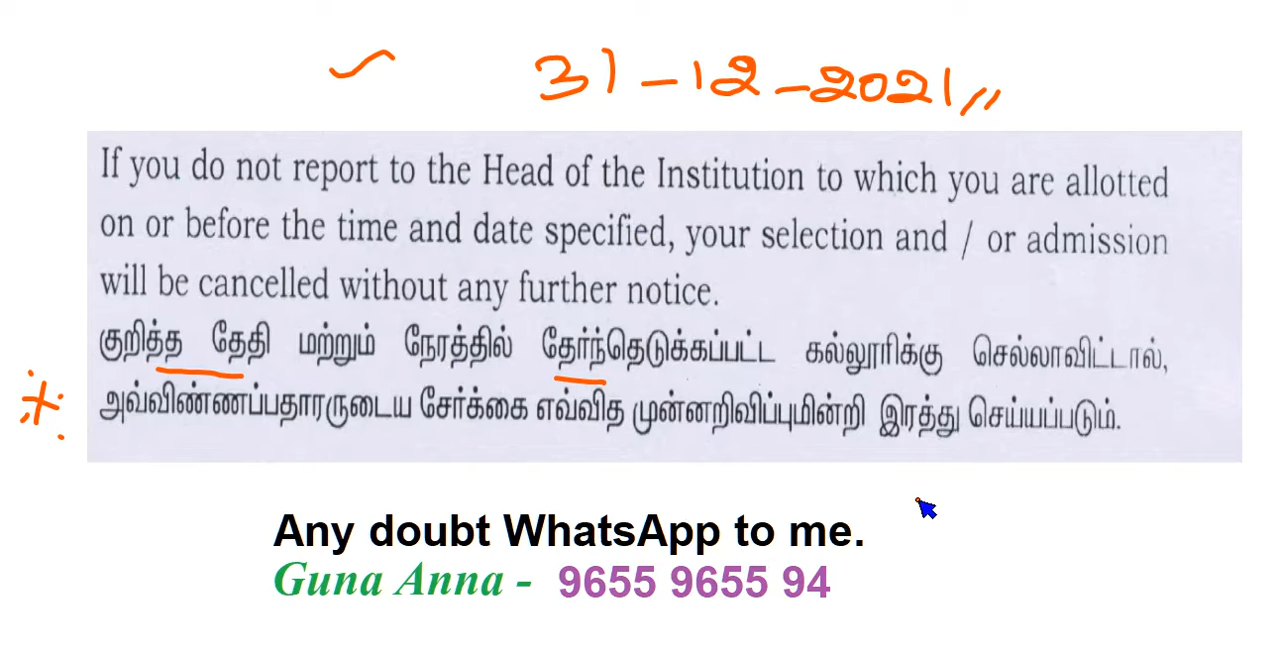 31-12-2021,,
If you do not report to the Head of the Institution to which you are allotted
on or before the time and date specified, your selection and / or admission
will be cancelled without any further notice.
குறித்த தேதி மற்றும் நேரத்தில் தேர்ந்தெடுக்கப்பட்ட கல்லூரிக்கு செல்லாவிட்டால்,
அவ்விண்ணப்பதாரருடைய சேர்க்கை எவ்வித முன்னறிவிப்புமின்றி இரத்து செய்யப்படும்.
Any doubt WhatsApp to me.
Guna Anna - 9655 9655 94